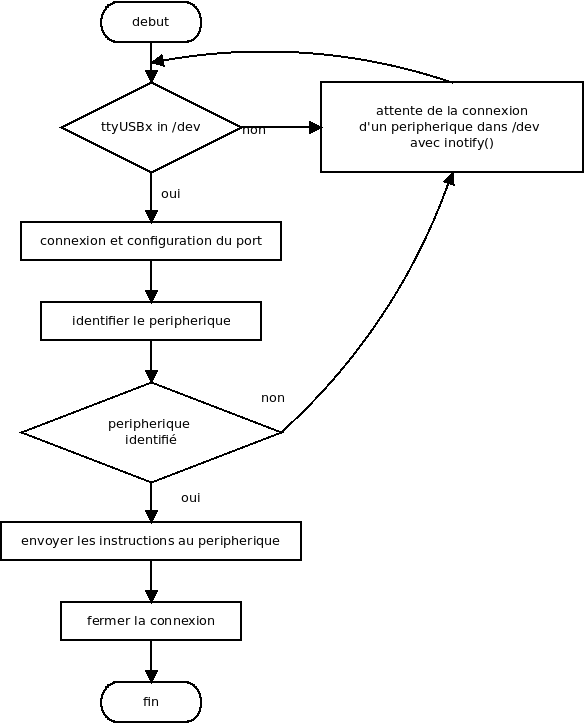 debut
ttyUSBx in /dev
non
attente de la connexion
d'un peripherique dans /dev
avec inotify()
oui
connexion et configuration du port
identifier le peripherique
non
peripherique
identifié
oui
envoyer les instructions au peripherique
fermer la connexion
fin